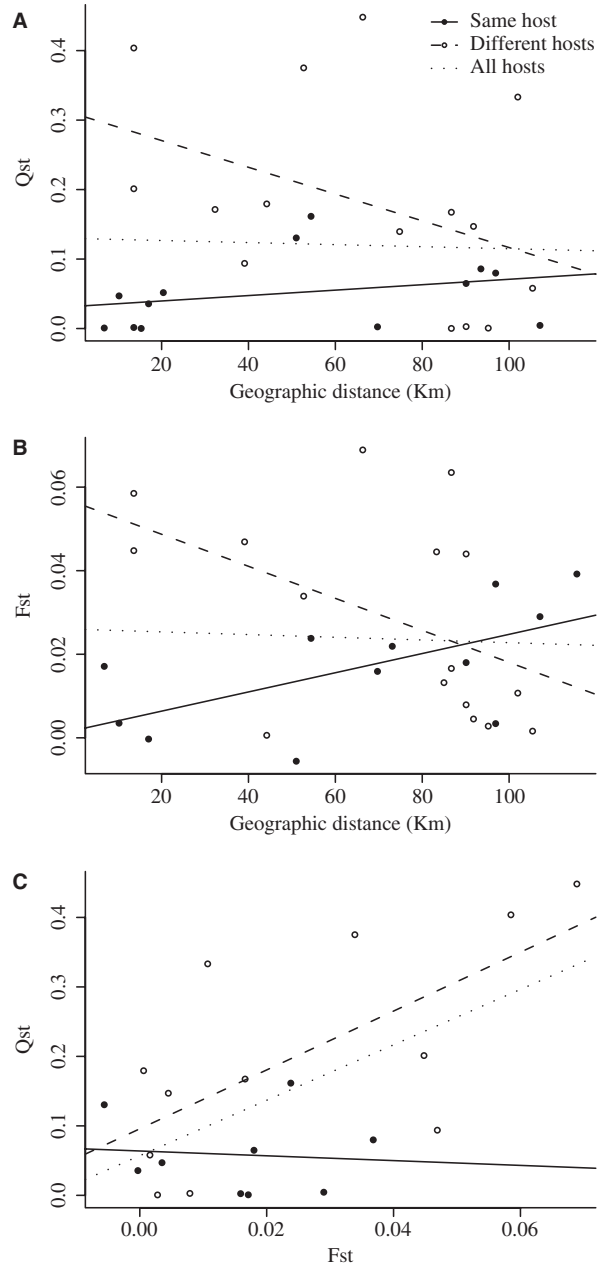 A
Same host
Different hosts
All hosts
0.4
0.3
0.2
0.1
0.0
Qst
20 40 60 80 100
Geographic distance (Km)
B
0.06
0.04
0.02
0.00
Fst
20 40 60 80 100
Geographic distance (Km)
C
0.4
0.3
0.2
0.1
0.0
Qst
0.00 0.02 0.04 0.06
Fst